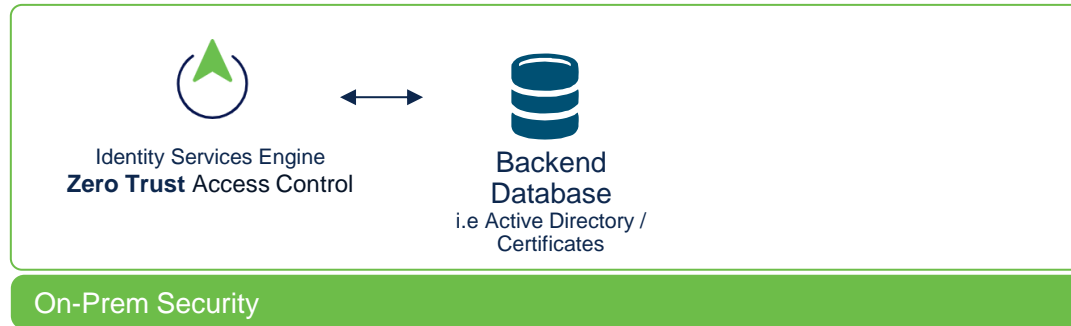 Identity Services Engine
Zero Trust Access Control
Backend
Database
i.e Active Directory /
Certificates
On-Prem Security